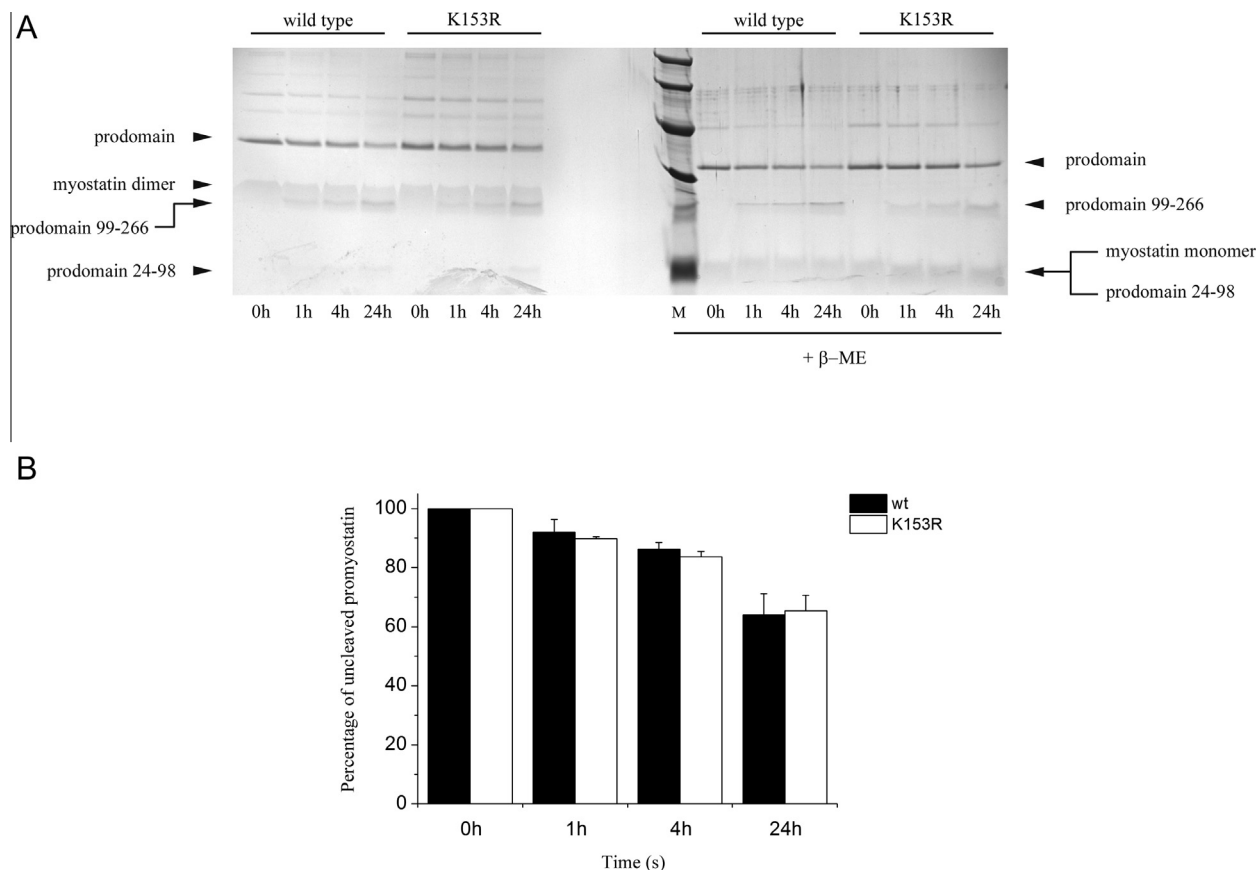 A
wild type
K153R
wild type
K153R
prodomain
myostatin dimer
prodomain 99-266
prodomain 24-98
prodomain
prodomain 99-266
myostatin monomer
prodomain 24-98
0h 1h 4h 24h 0h 1h 4h 24h
M 0h 1h 4h 24h 0h 1h 4h 24h
+ β–ME
B
Percentage of uncleaved promyostatin
100
80
60
40
20
0
wt
K153R
0h 1h 4h 24h
Time (s)